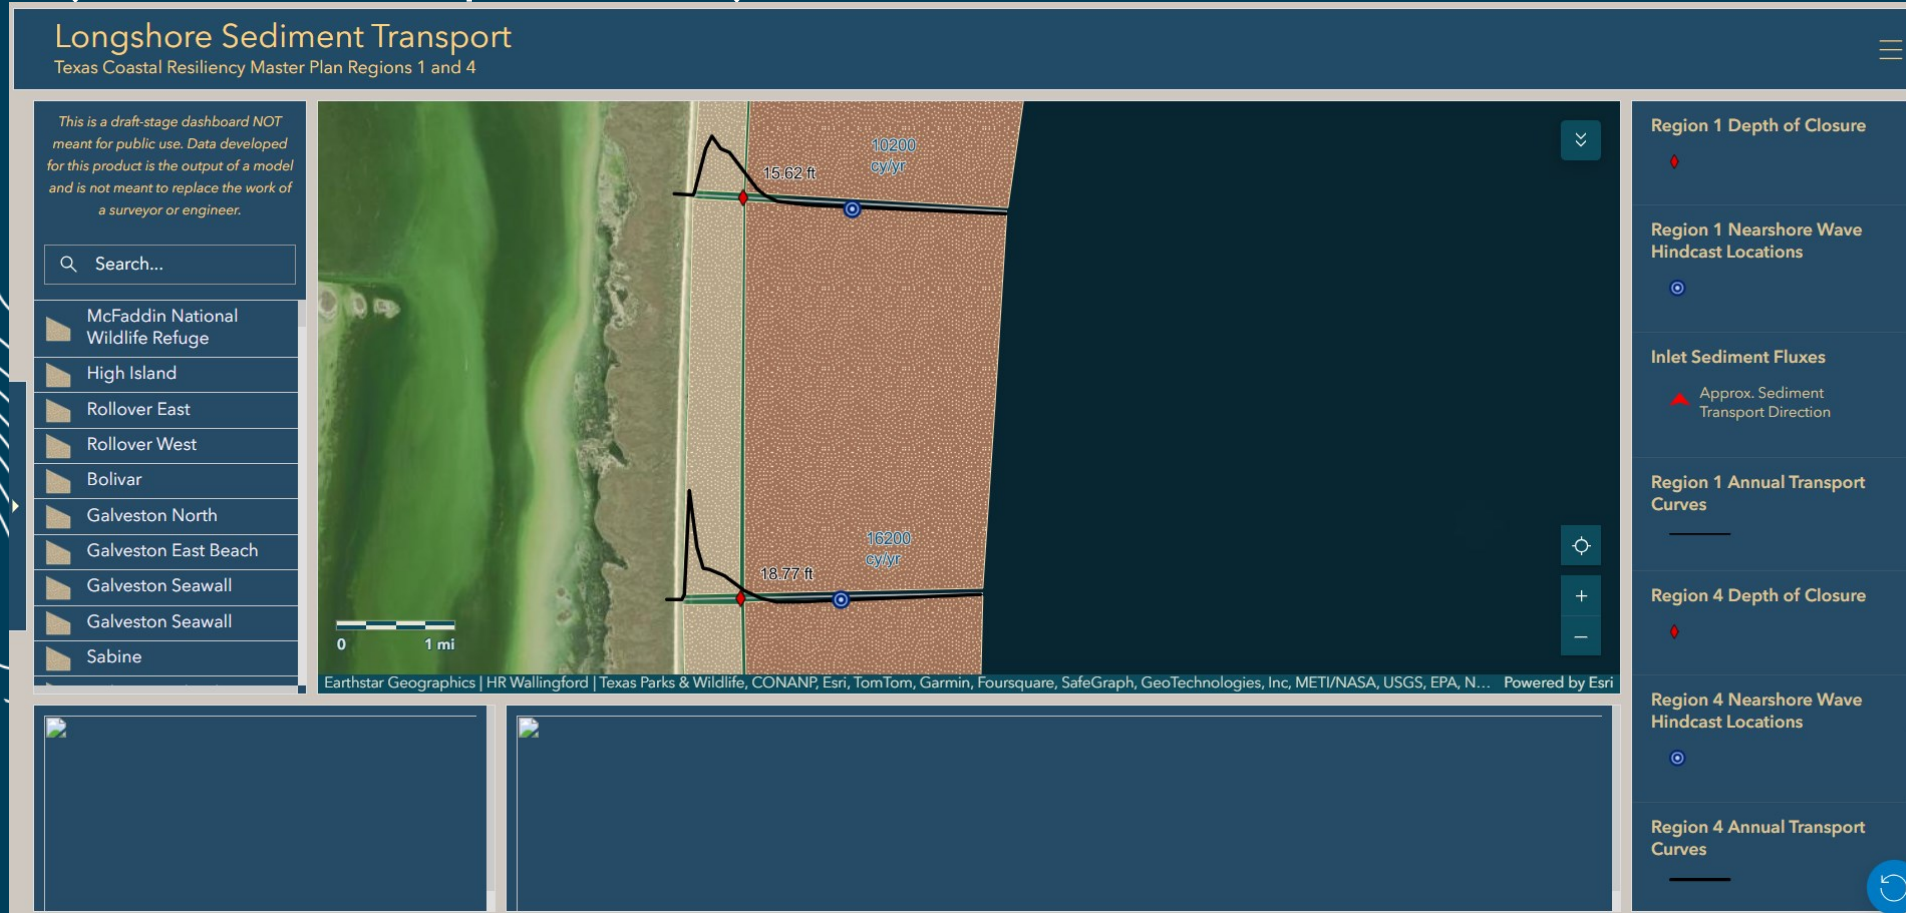 Longshore Sediment Transport
Texas Coastal Resiliency Master Plan Regions 1 and 4
This is a draft-stage dashboard NOT
meant for public use. Data developed
for this product is the output of a model
and is not meant to replace the work of
a surveyor or engineer.
Search...
McFaddin National
Wildlife Refuge
High Island
Rollover East
Rollover West
Bolivar
Galveston North
Galveston East Beach
Galveston Seawall
Galveston Seawall
Sabine
10200
cy/yr
15.62 ft
16200
cy/yr
18.77 ft
0 1 mi
Earthstar Geographics | HR Wallingford | Texas Parks & Wildlife, CONANP, Esri, TomTom, Garmin, Foursquare, SafeGraph, GeoTechnologies, Inc, METI/NASA, USGS, EPA, N... Powered by Esri
Region 1 Depth of Closure
Region 1 Nearshore Wave
Hindcast Locations
Inlet Sediment Fluxes
Approx. Sediment
Transport Direction
Region 1 Annual Transport
Curves
Region 4 Depth of Closure
Region 4 Nearshore Wave
Hindcast Locations
Region 4 Annual Transport
Curves